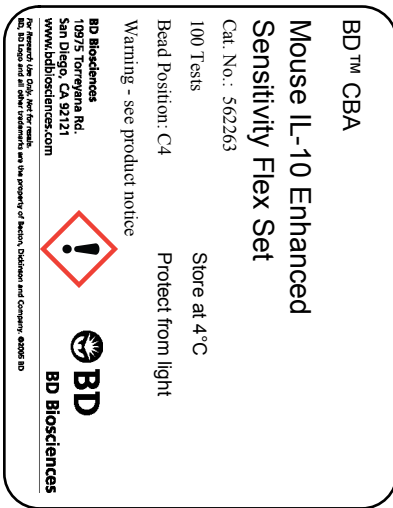 BD™ CBA
Mouse IL-10 Enhanced
Sensitivity Flex Set
Cat. No.: 562263
100 Tests
Store at 4°C
Bead Position: C4
Protect from light
Warning - see product notice
BD Biosciences
10975 Torreyana Rd.
San Diego, CA 92121
www.bdbiosciences.com
BD
BD Biosciences
For Research Use Only. Not for resale.
BD, BD Logo and all other trademarks are the property of Becton, Dickinson and Company. ©2005 BD